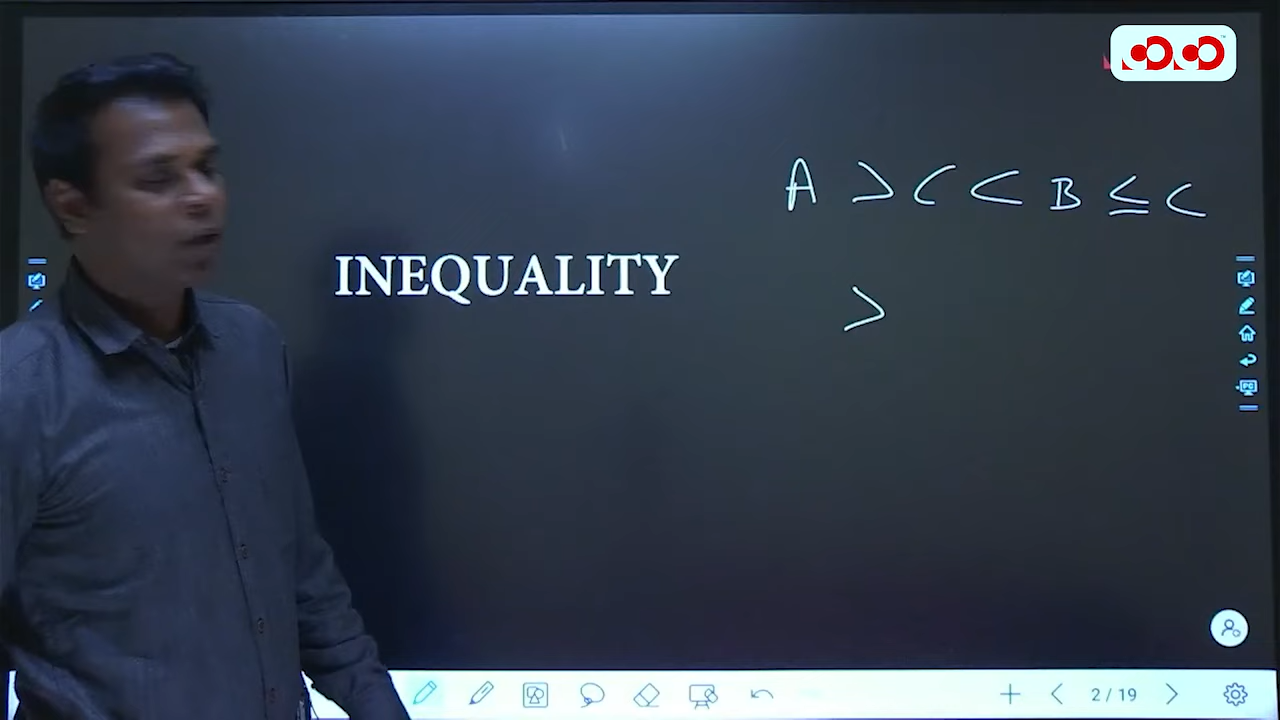 A > C < B ≤ C
INEQUALITY
>
2 / 19